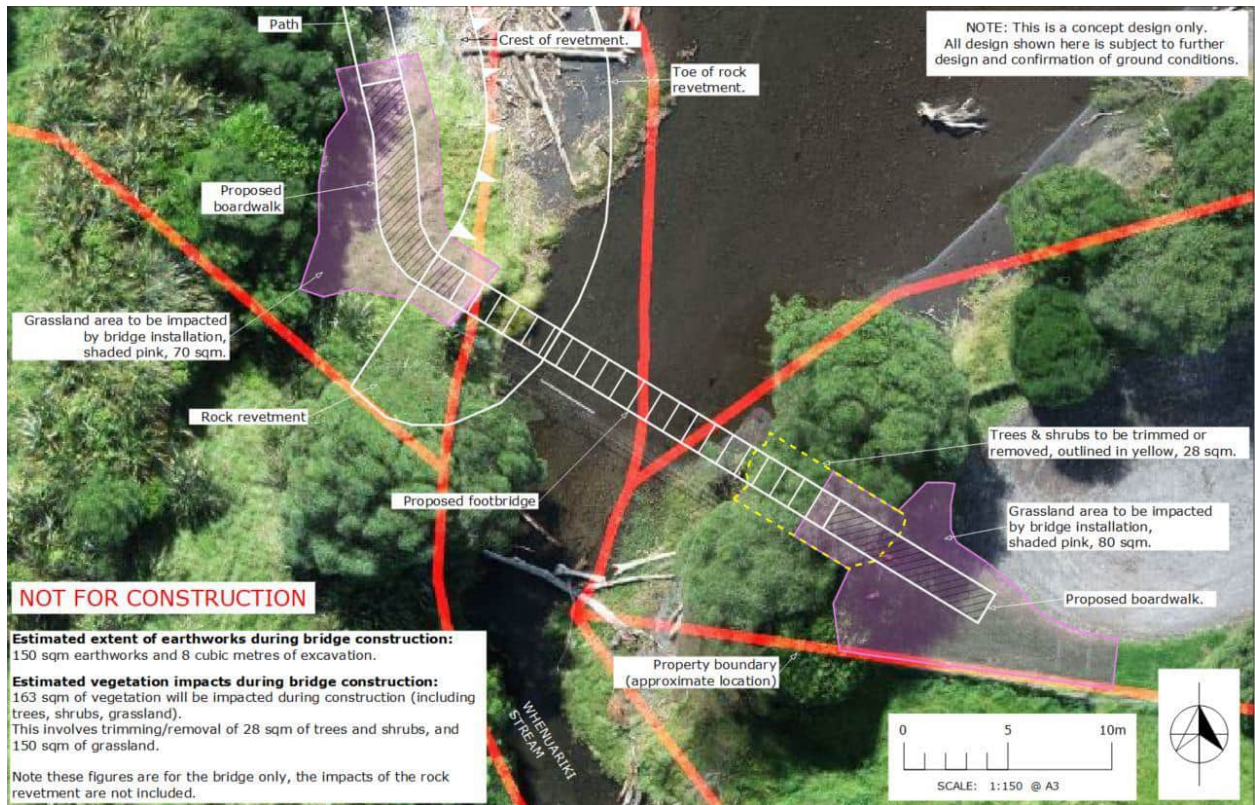 Path
Crest of revetment.
NOTE: This is a concept design only.
All design shown here is subject to further
design and confirmation of ground conditions.
Toe of rock
revetment.
Proposed
boardwalk
Grassland area to be impacted
by bridge installation,
shaded pink, 70 sqm.
Rock revetment
Trees & shrubs to be trimmed or
removed, outlined in yellow, 28 sqm.
Proposed footbridge
Grassland area to be impacted
by bridge installation,
shaded pink, 80 sqm.
Proposed boardwalk.
NOT FOR CONSTRUCTION
Estimated extent of earthworks during bridge construction:
150 sqm earthworks and 8 cubic metres of excavation.
Estimated vegetation impacts during bridge construction:
163 sqm of vegetation will be impacted during construction (including
trees, shrubs, grassland).
This involves trimming/removal of 28 sqm of trees and shrubs, and
150 sqm of grassland.
Note these figures are for the bridge only, the impacts of the rock
revetment are not included.
Property boundary
(approximate location)
WHENUARIKI
STREAM
0 5 10m
SCALE: 1:150 @ A3